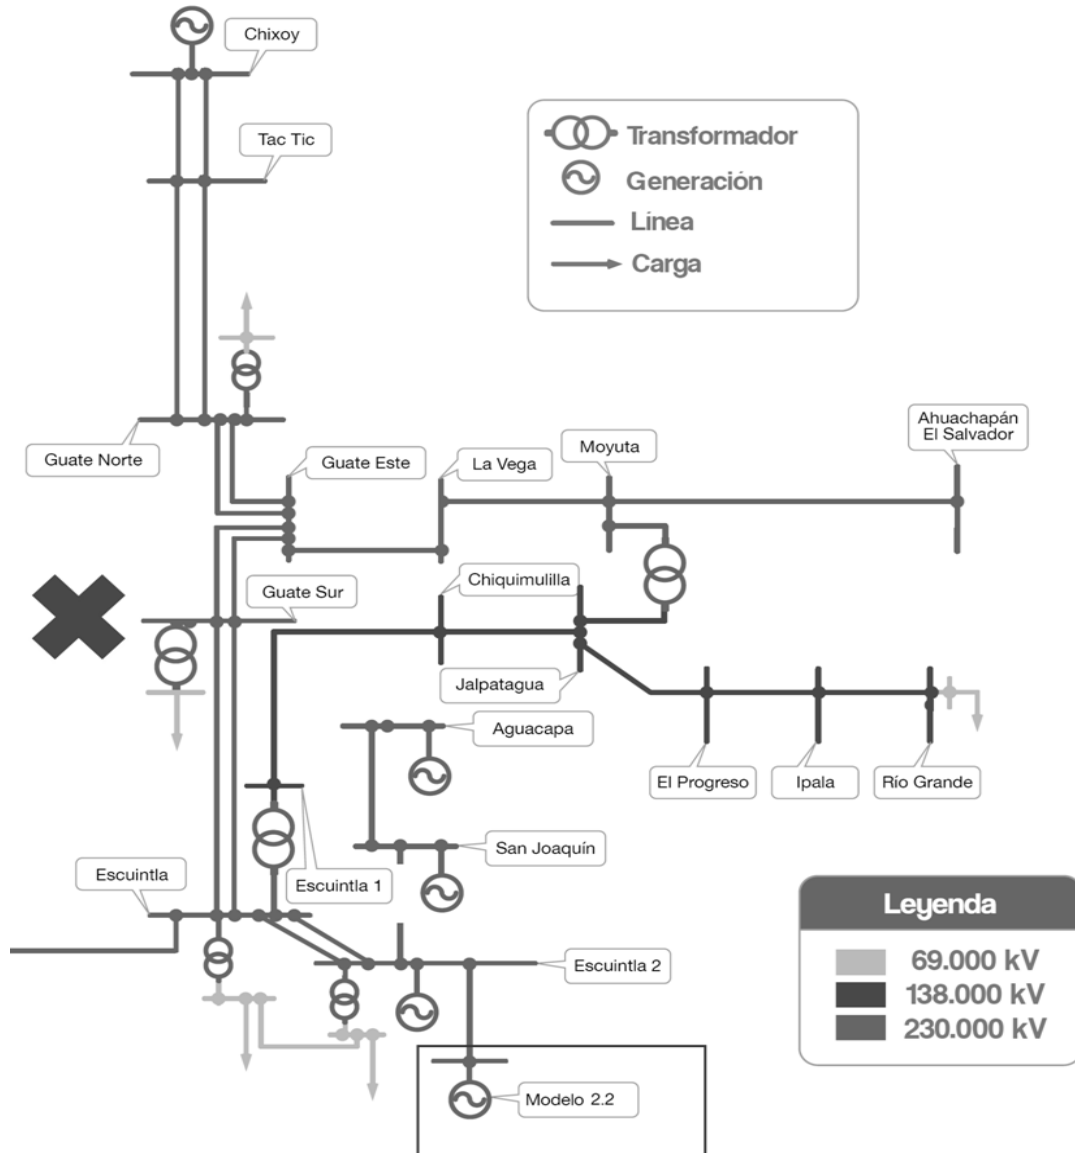 Chixoy
Tac Tic
Transformador
Generación
Línea
Carga
Guate Norte
Guate Este
La Vega
Moyuta
Ahuachapán
El Salvador
Guate Sur
Chiquimulilla
Jalpatagua
Aguacapa
El Progreso
Ipala
Río Grande
San Joaquín
Escuintla
Escuintla 1
Escuintla 2
Modelo 2.2
Leyenda
69.000 kV
138.000 kV
230.000 kV